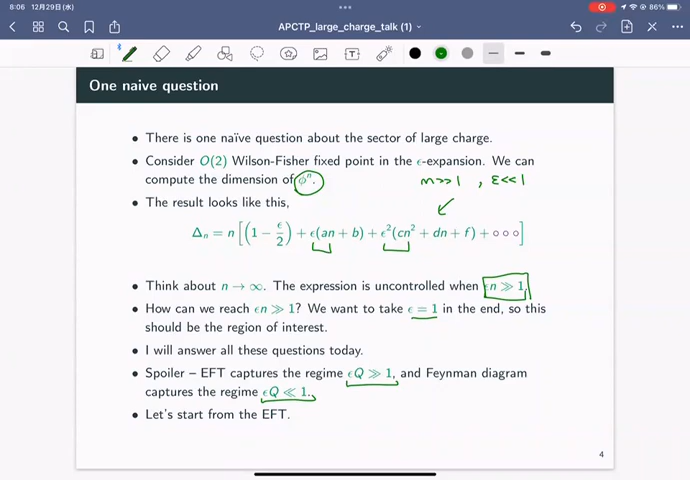 8:06 12月29日(水)
86%
APCTP_large_charge_talk (1)
One naive question
• There is one naïve question about the sector of large charge.
• Consider O(2) Wilson-Fisher fixed point in the ϵ-expansion. We can
compute the dimension of ϕⁿ.
n>>1 , ε<<1
• The result looks like this,
Δₙ = n [(1 − ϵ/2) + ϵ(an + b) + ϵ²(cn² + dn + f) + ∘∘∘]
• Think about n → ∞. The expression is uncontrolled when ϵn ≫ 1.
• How can we reach ϵn ≫ 1? We want to take ϵ = 1 in the end, so this
should be the region of interest.
• I will answer all these questions today.
• Spoiler – EFT captures the regime ϵQ ≫ 1, and Feynman diagram
captures the regime ϵQ ≪ 1.
• Let's start from the EFT.
4